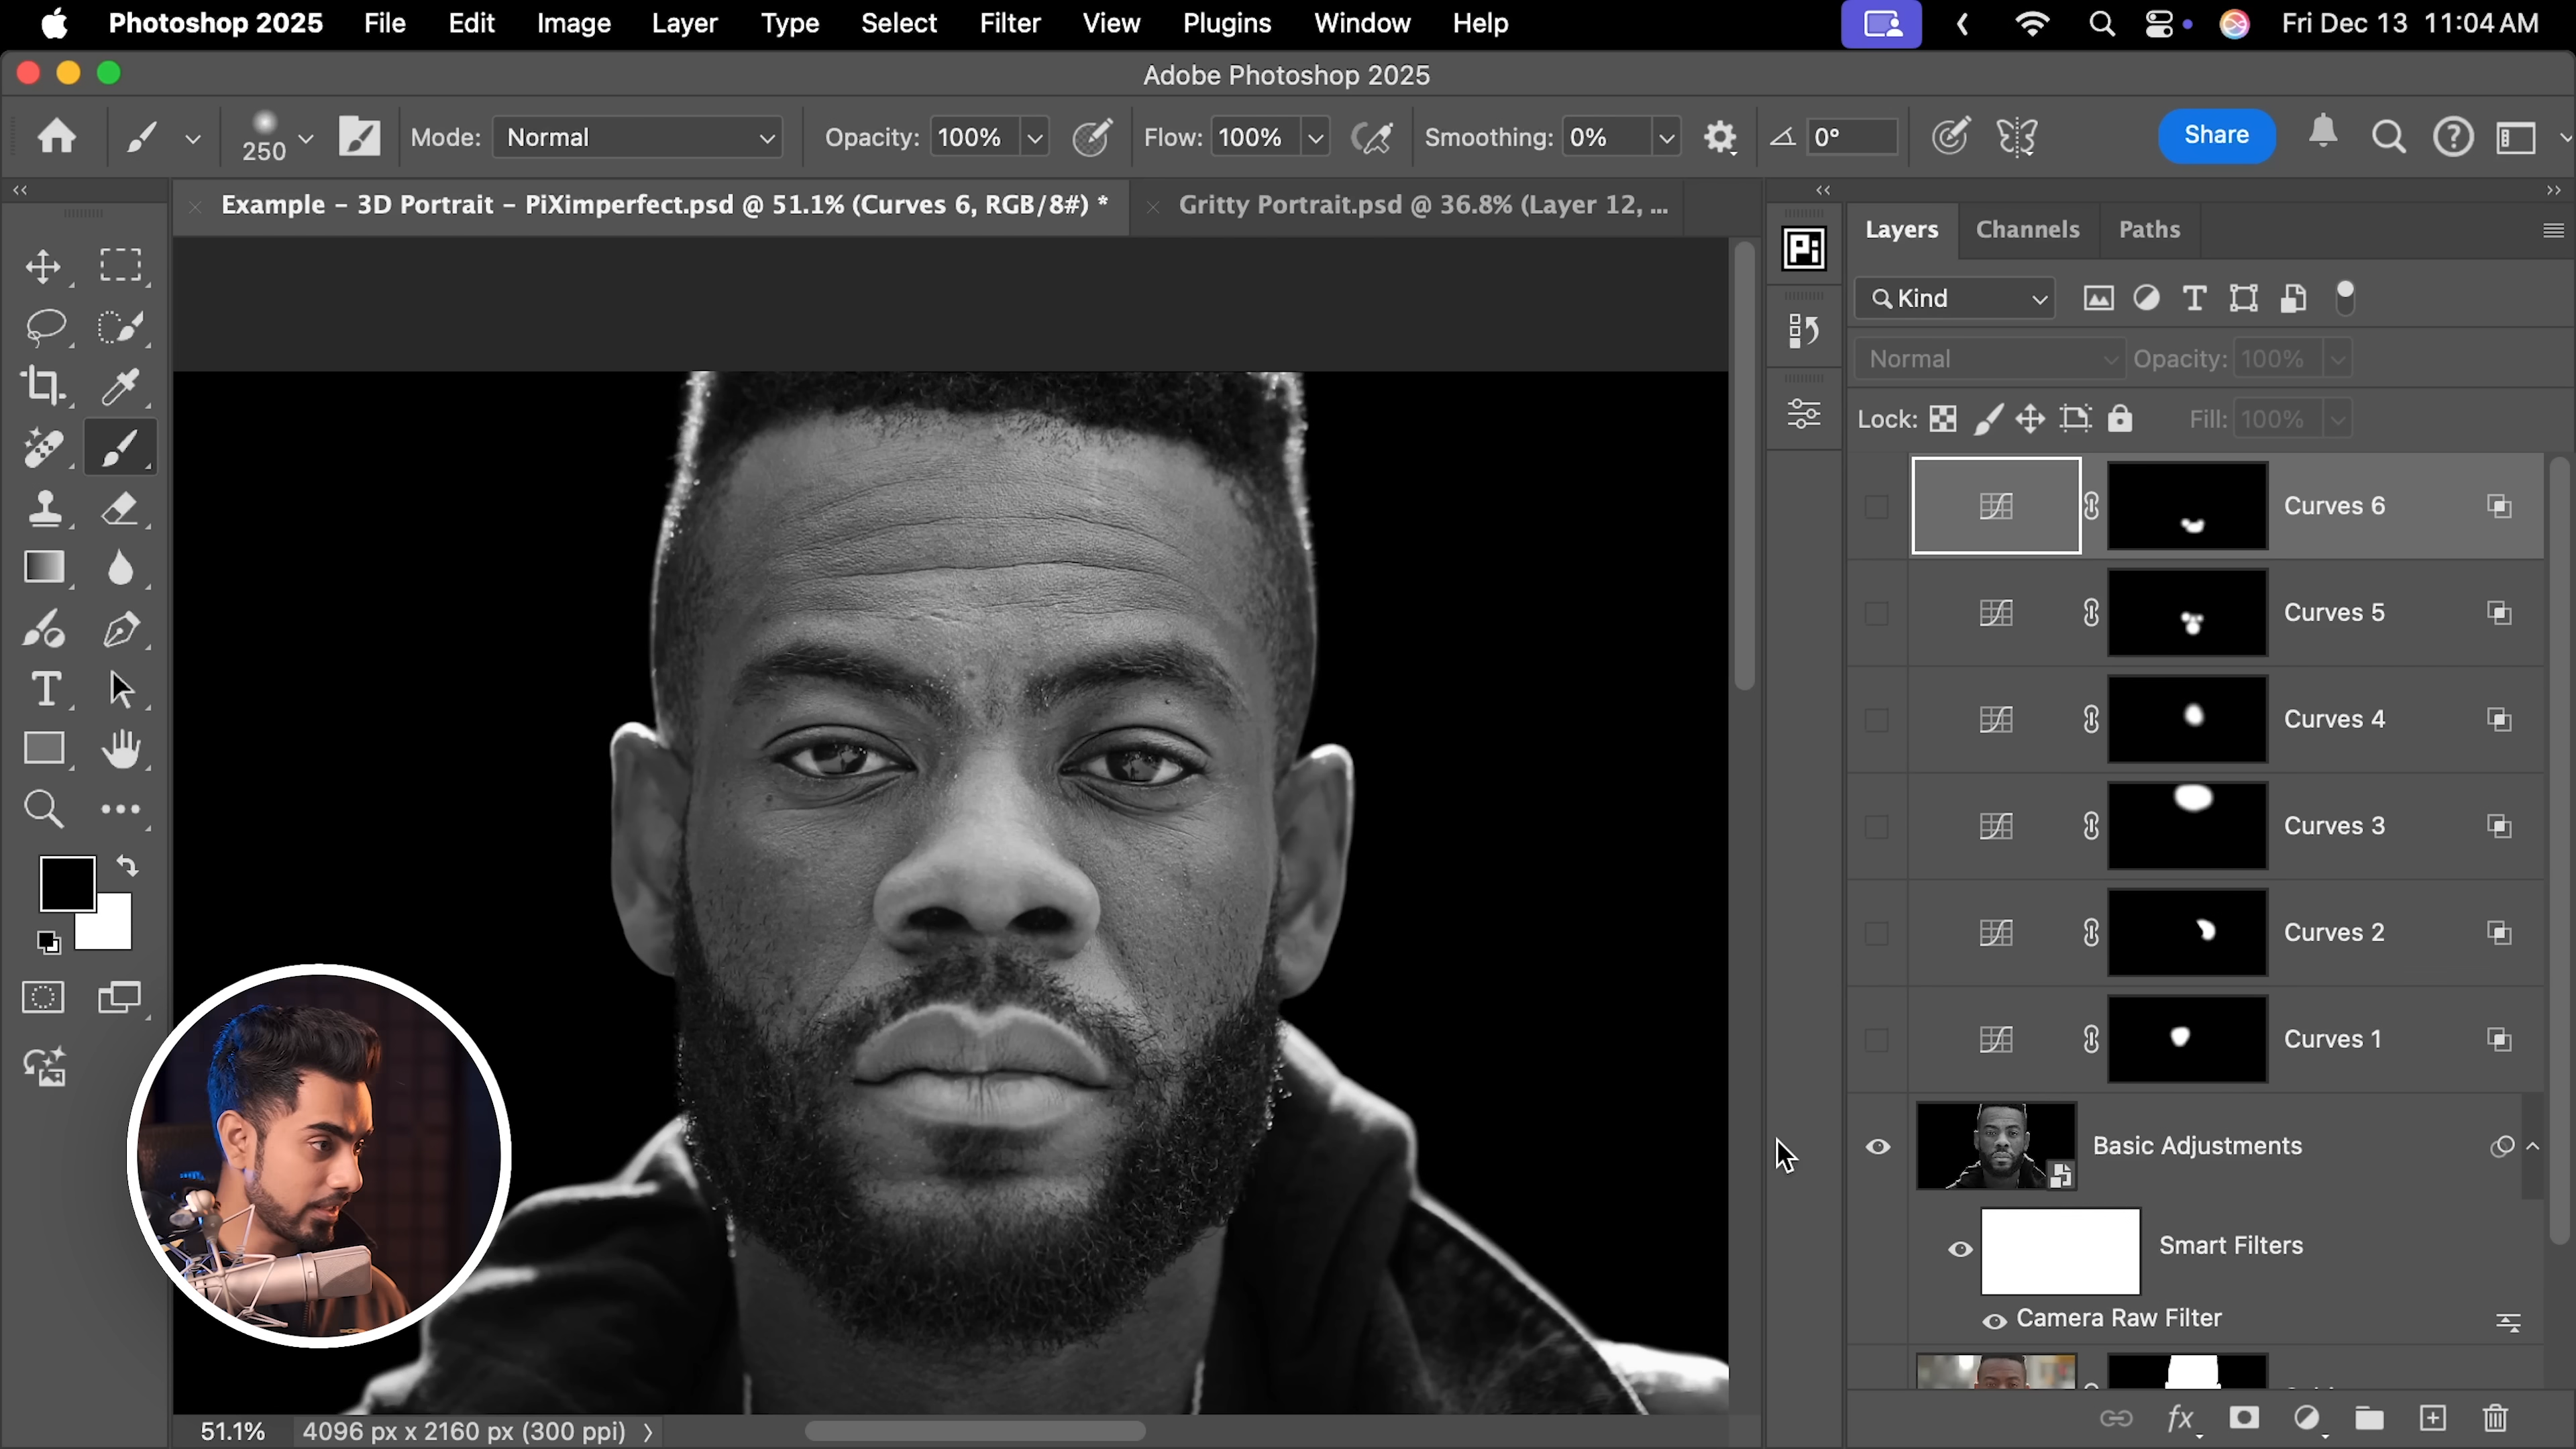 Photoshop 2025 File Edit Image Layer Type Select Filter View Plugins Window Help Fri Dec 13 11:04 AM
Adobe Photoshop 2025
250 Mode: Normal Opacity: 100% Flow: 100% Smoothing: 0% 0° Share
Example - 3D Portrait - PiXimperfect.psd @ 51.1% (Curves 6, RGB/8#) * Gritty Portrait.psd @ 36.8% (Layer 12, ...
Pi
Layers Channels Paths
Kind
Normal Opacity: 100%
Lock: Fill: 100%
Curves 6
Curves 5
Curves 4
Curves 3
Curves 2
Curves 1
Basic Adjustments
Smart Filters
Camera Raw Filter
fx
51.1% 4096 px x 2160 px (300 ppi)